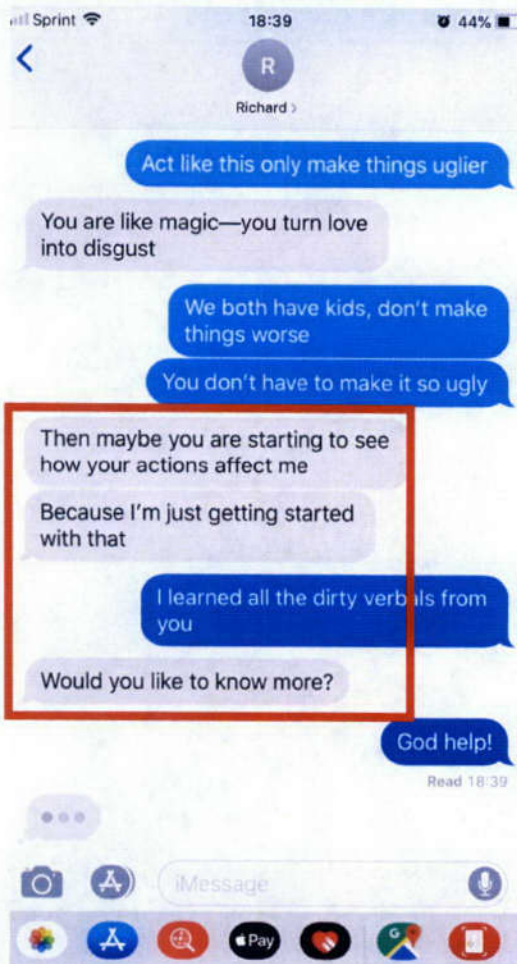 Sprint 18:39 44%
R
Richard >
Act like this only make things uglier
You are like magic—you turn love
into disgust
We both have kids, don't make
things worse
You don't have to make it so ugly
Then maybe you are starting to see
how your actions affect me
Because I'm just getting started
with that
I learned all the dirty verbals from
you
Would you like to know more?
God help!
Read 18:39
iMessage
Pay
G